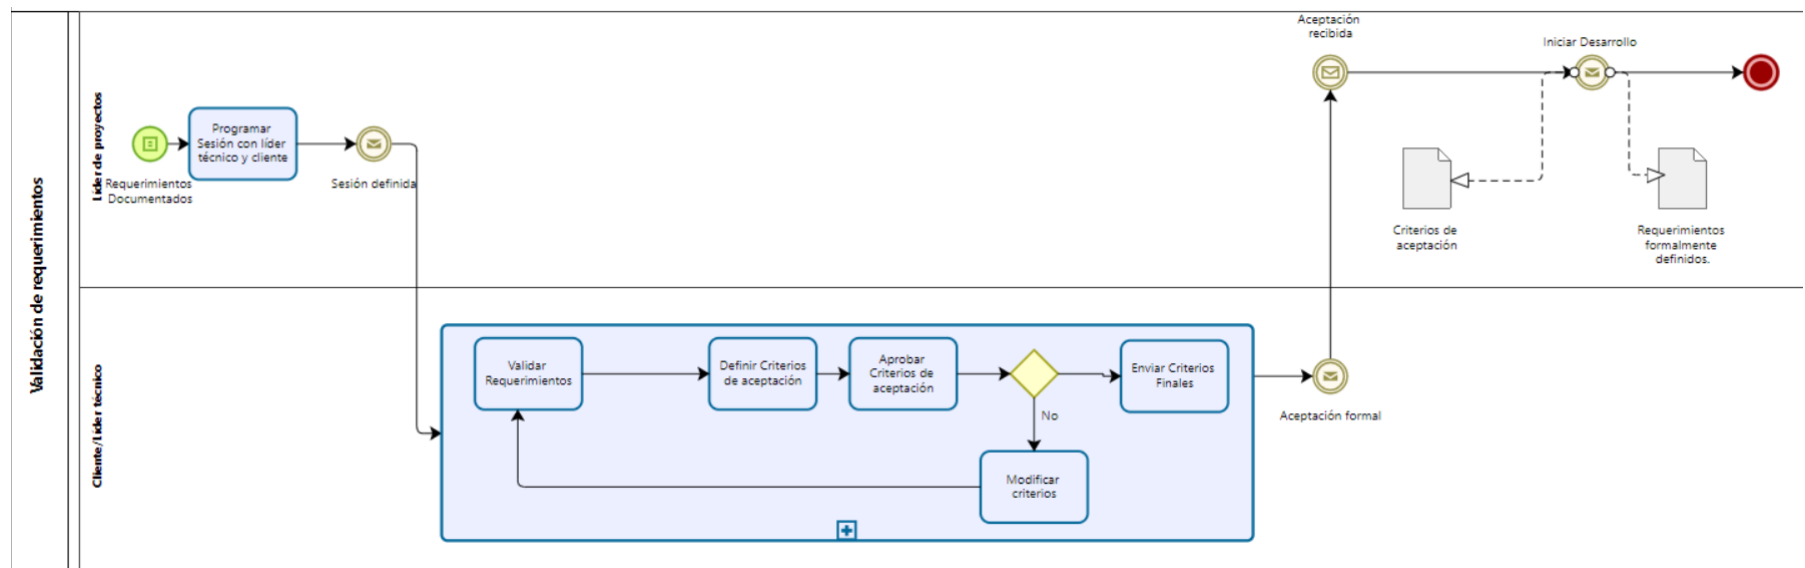 Validación de requerimientos
Líder de proyectos
Requerimientos
Documentados
Programar
Sesión con líder
técnico y cliente
Sesión definida
Aceptación
recibida
Iniciar Desarrollo
Criterios de
aceptación
Requerimientos
formalmente
definidos.
Cliente/Líder técnico
Validar
Requerimientos
Definir Criterios
de aceptación
Aprobar
Criterios de
aceptación
No
Enviar Criterios
Finales
Modificar
criterios
Aceptación formal